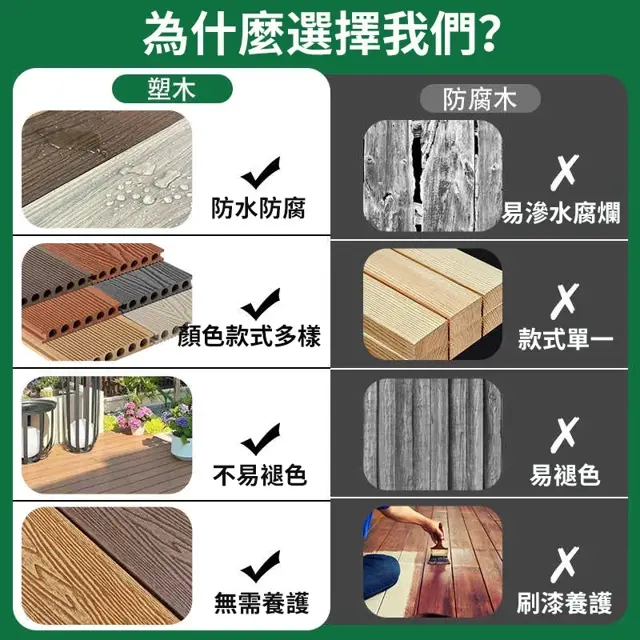 為什麼選擇我們？
塑木
防腐木
防水防腐
易滲水腐爛
顏色款式多樣
款式單一
不易褪色
易褪色
無需養護
刷漆養護